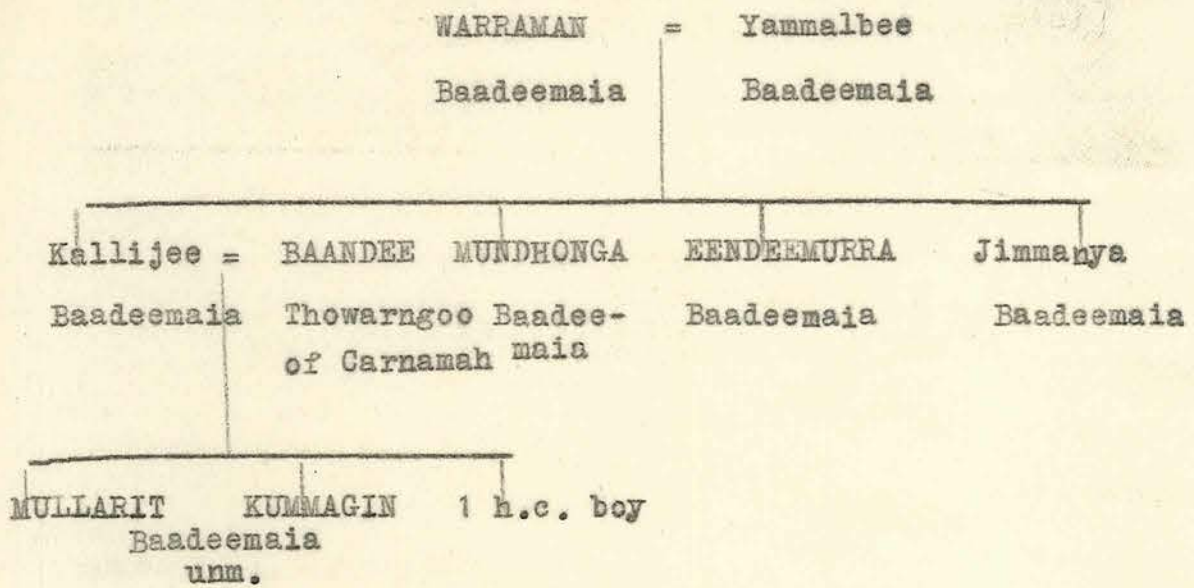 WARRAMAN = Yammalbee
Baadeemaia Baadeemaia
Kallijee = BAANDEE MUNDHONGA EENDEEMURRA Jimmanya
Baadeemaia Thowarngoo Baadee- Baadeemaia Baadeemaia
of Carnamah maia
MULLARIT KUMMAGIN 1 h.c. boy
Baadeemaia
unm.